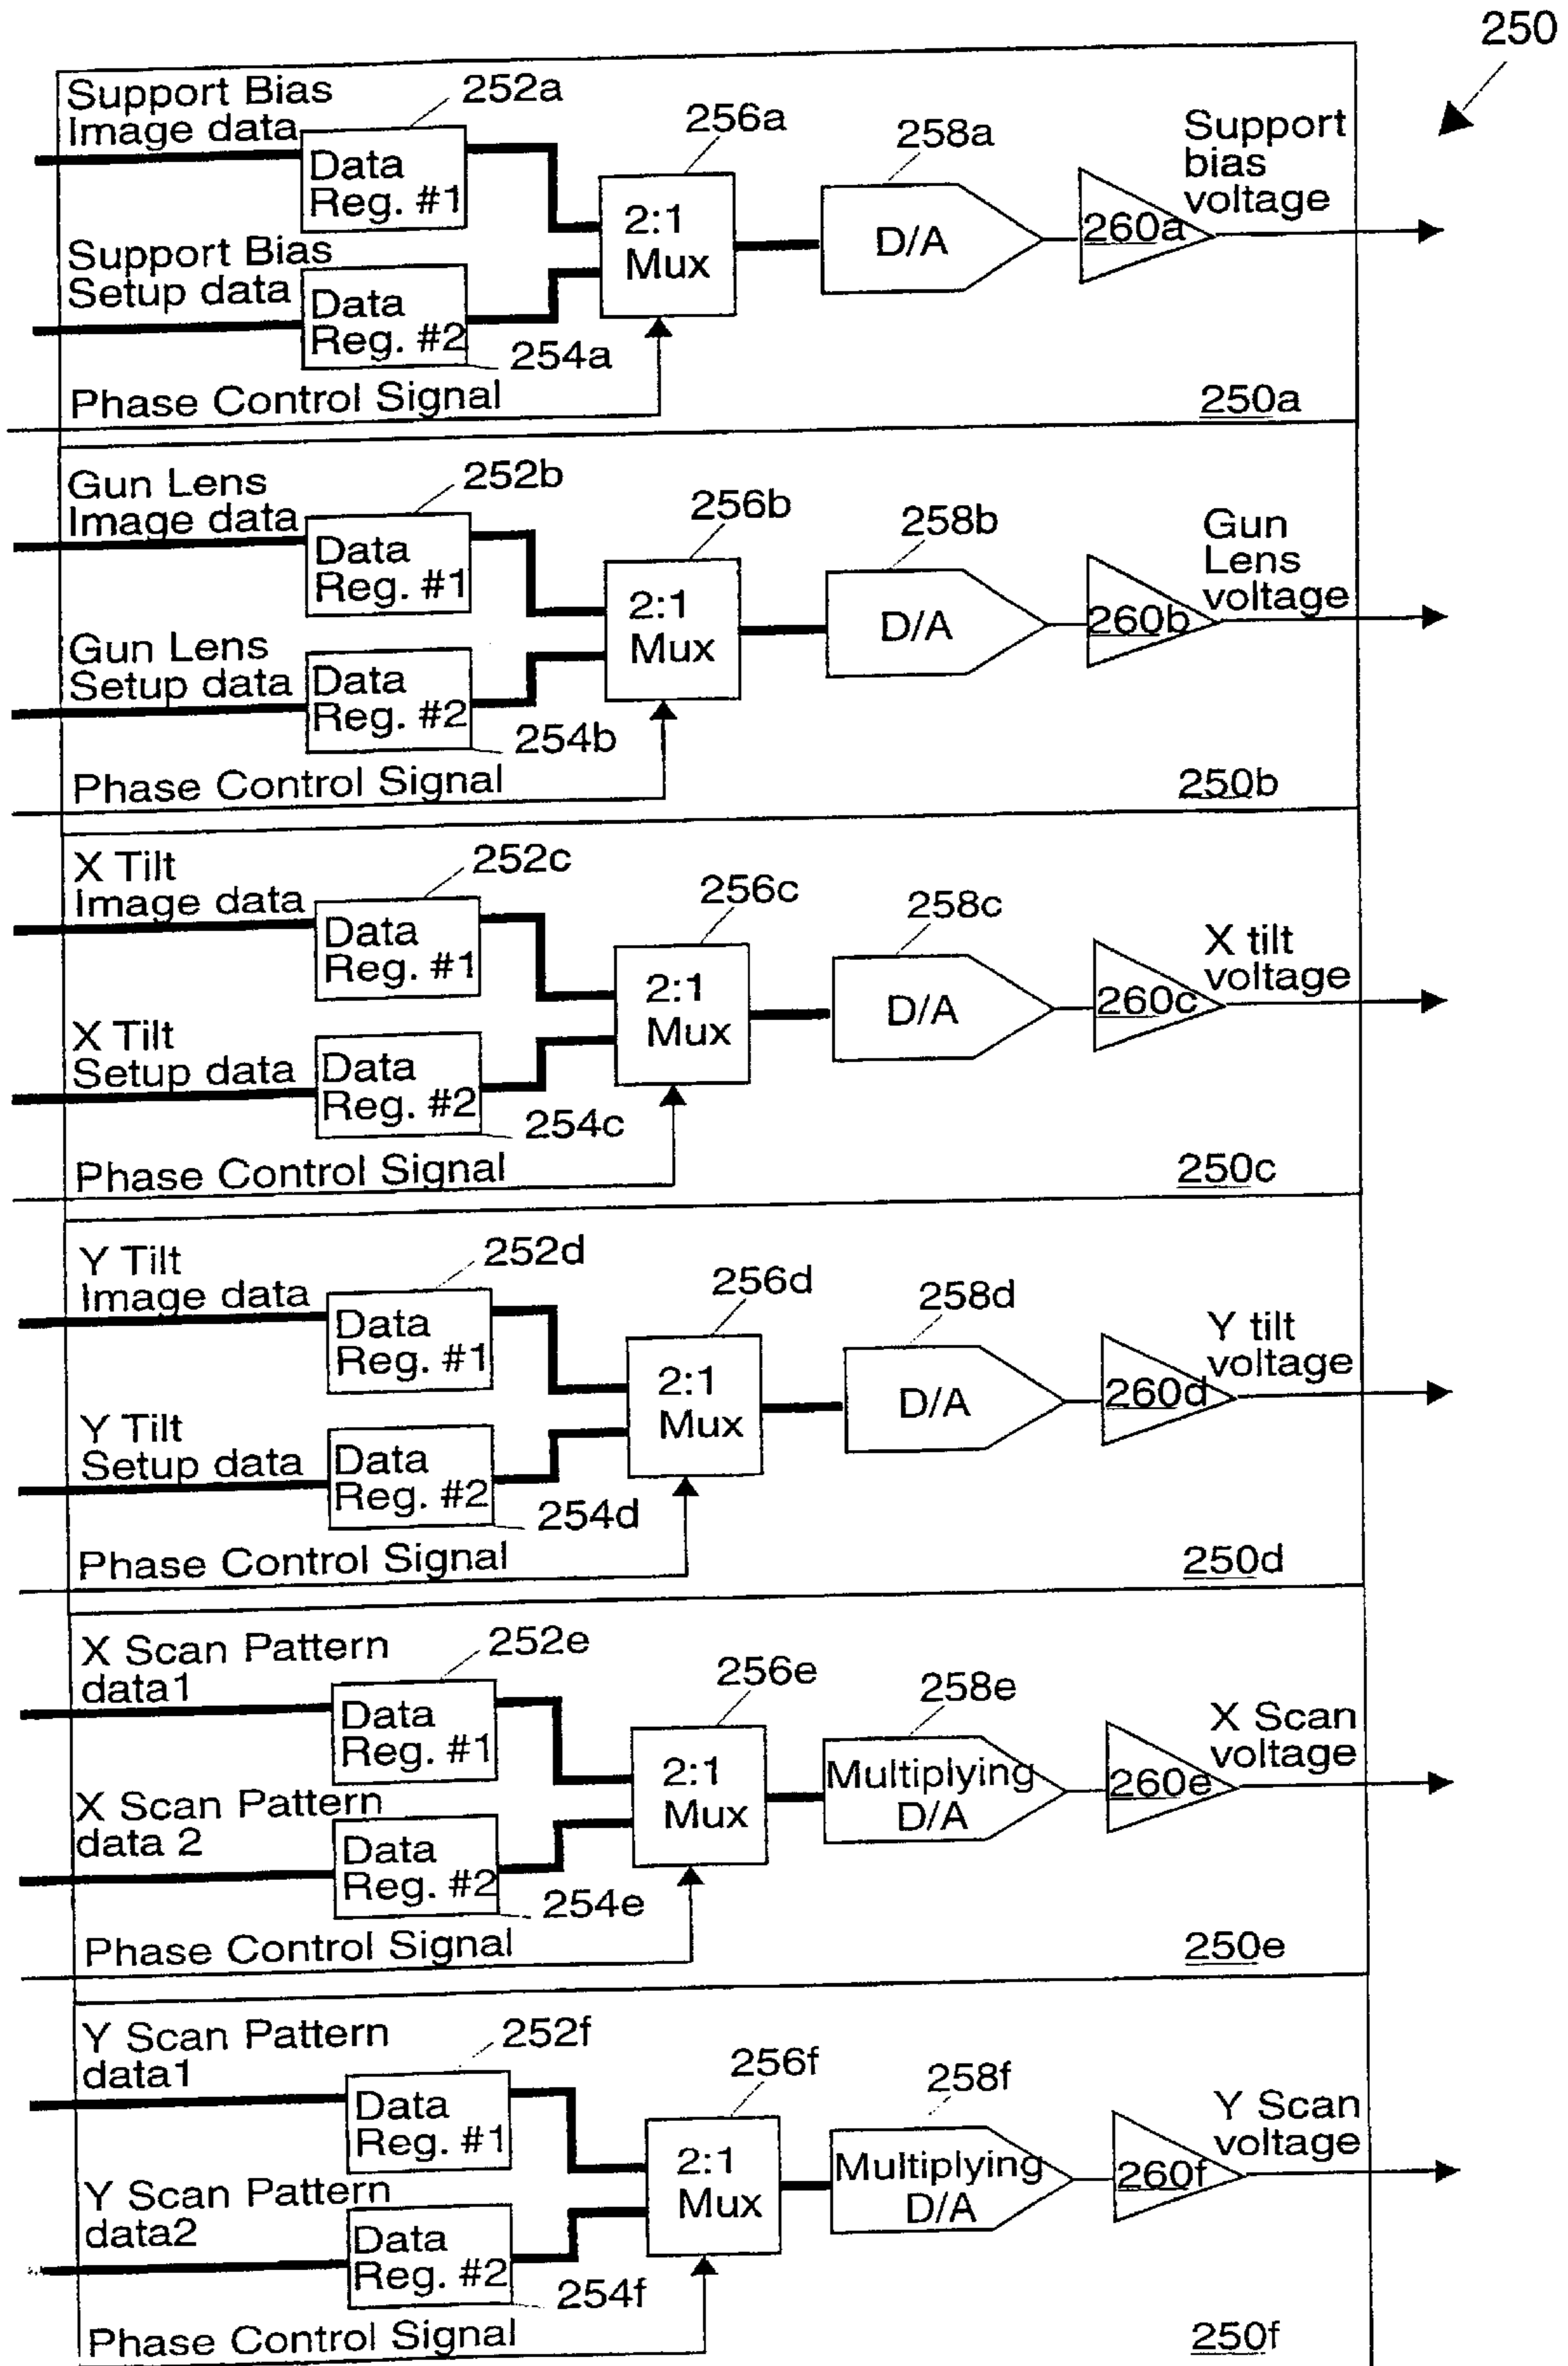 250
Support Bias
Image data
252a
256a
258a
Support
bias
voltage
Data
Reg. #1
2:1
Mux
D/A
260a
Support Bias
Setup data
Data
Reg. #2
254a
Phase Control Signal
250a
Gun Lens
Image data
252b
256b
258b
Gun
Lens
voltage
Data
Reg. #1
2:1
Mux
D/A
260b
Gun Lens
Setup data
Data
Reg. #2
254b
Phase Control Signal
250b
X Tilt
Image data
252c
256c
258c
X tilt
voltage
Data
Reg. #1
2:1
Mux
D/A
260c
X Tilt
Setup data
Data
Reg. #2
254c
Phase Control Signal
250c
Y Tilt
Image data
252d
256d
258d
Y tilt
voltage
Data
Reg. #1
2:1
Mux
D/A
260d
Y Tilt
Setup data
Data
Reg. #2
254d
Phase Control Signal
250d
X Scan Pattern
data1
252e
256e
258e
X Scan
voltage
Data
Reg. #1
2:1
Mux
Multiplying
D/A
260e
X Scan Pattern
data 2
Data
Reg. #2
254e
Phase Control Signal
250e
Y Scan Pattern
data1
252f
256f
258f
Y Scan
voltage
Data
Reg. #1
2:1
Mux
Multiplying
D/A
260f
Y Scan Pattern
data2
Data
Reg. #2
254f
Phase Control Signal
250f